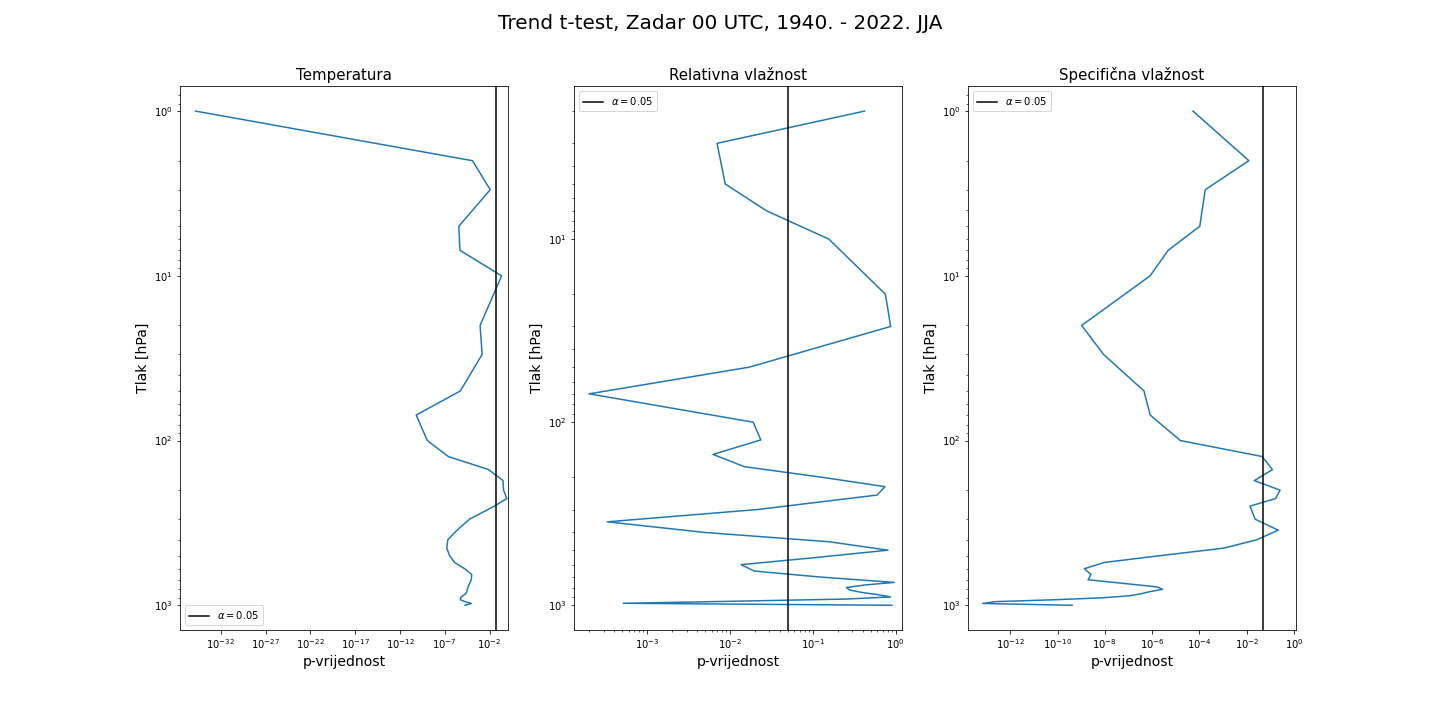 Trend t-test, Zadar 00 UTC, 1940. - 2022. JJA
Temperatura
α = 0.05
10⁰
10¹
10²
10³
Tlak [hPa]
10⁻³² 10⁻²⁷ 10⁻²² 10⁻¹⁷ 10⁻¹² 10⁻⁷ 10⁻²
p-vrijednost
Relativna vlažnost
α = 0.05
10¹
10²
10³
Tlak [hPa]
10⁻³ 10⁻² 10⁻¹ 10⁰
p-vrijednost
Specifična vlažnost
α = 0.05
10⁰
10¹
10²
10³
Tlak [hPa]
10⁻¹² 10⁻¹⁰ 10⁻⁸ 10⁻⁶ 10⁻⁴ 10⁻² 10⁰
p-vrijednost